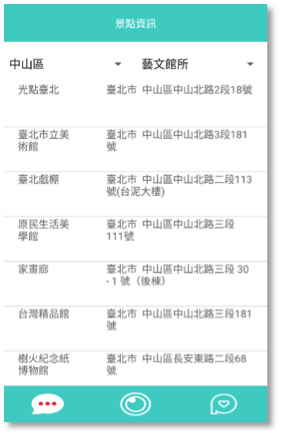 景點資訊
中山區 藝文館所
光點臺北 臺北市 中山區中山北路2段18號
臺北市立美 臺北市 中山區中山北路3段181
術館 號
臺北戲棚 臺北市 中山區中山北路二段113
號(台泥大樓)
原民生活美 臺北市 中山區中山北路三段
學館 111號
家畫廊 臺北市 中山區中山北路三段 30
- 1 號（後棟）
台灣精品館 臺北市 中山區中山北路三段181
號
樹火紀念紙 臺北市 中山區長安東路二段68
博物館 號